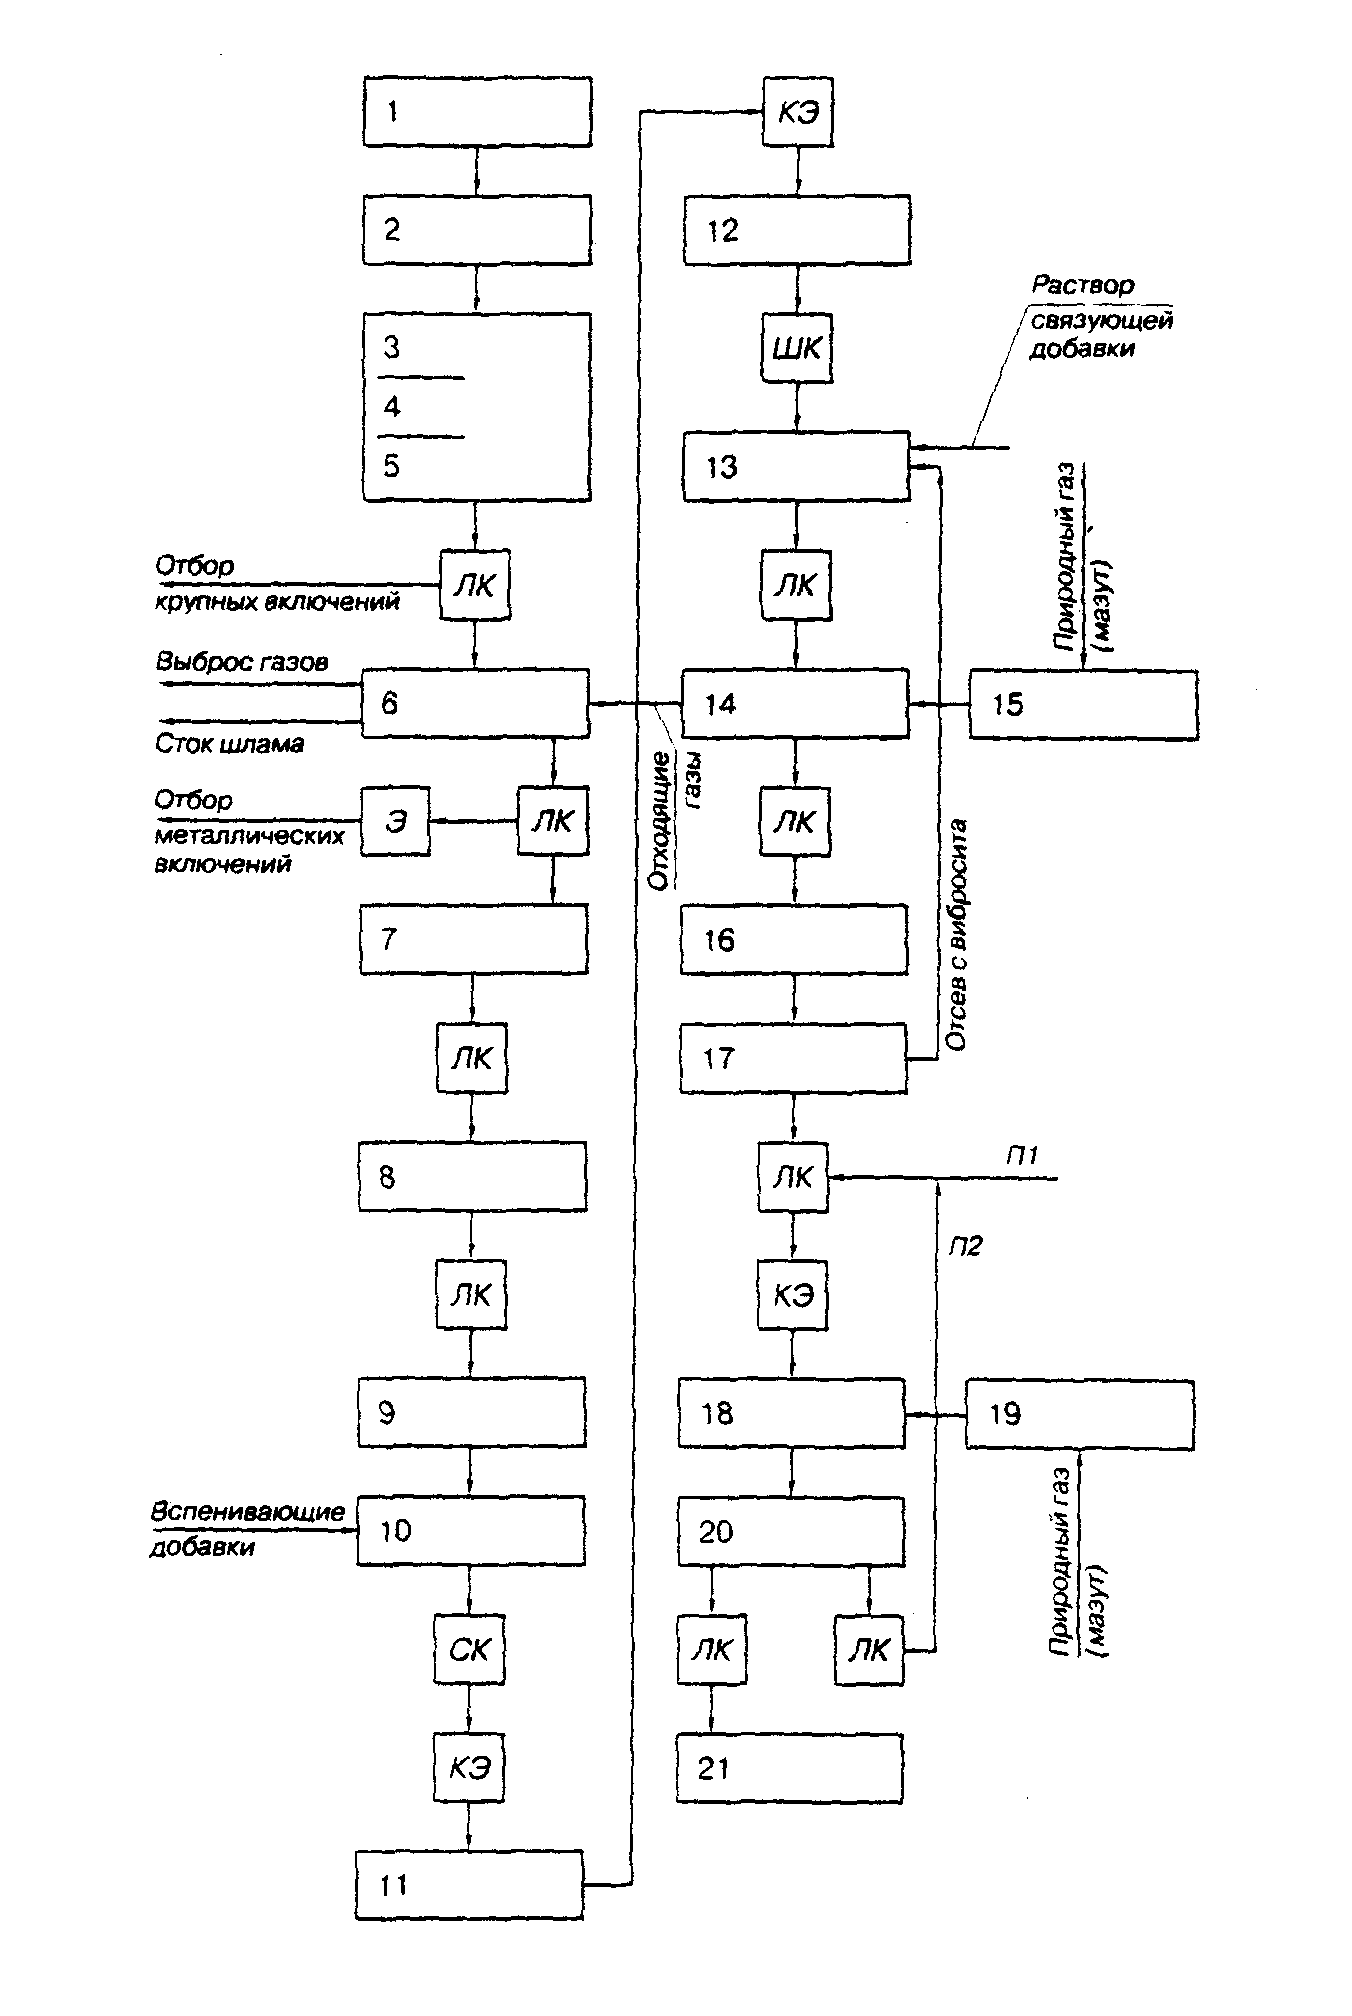 1
2
3
4
5
ЛК
Отбор
крупных включений
Выброс газов
6
Сток шлама
Отбор
металлических
включений
Э
ЛК
7
ЛК
8
ЛК
9
Вспенивающие
добавки
10
СК
КЭ
11
КЭ
12
ШК
Раствор
связующей
добавки
13
ЛК
Природный газ
(мазут)
14
15
Отходящие
газы
ЛК
16
17
Отсев с вибросита
ЛК
П1
П2
КЭ
18
19
Природный газ
(мазут)
20
ЛК
ЛК
21